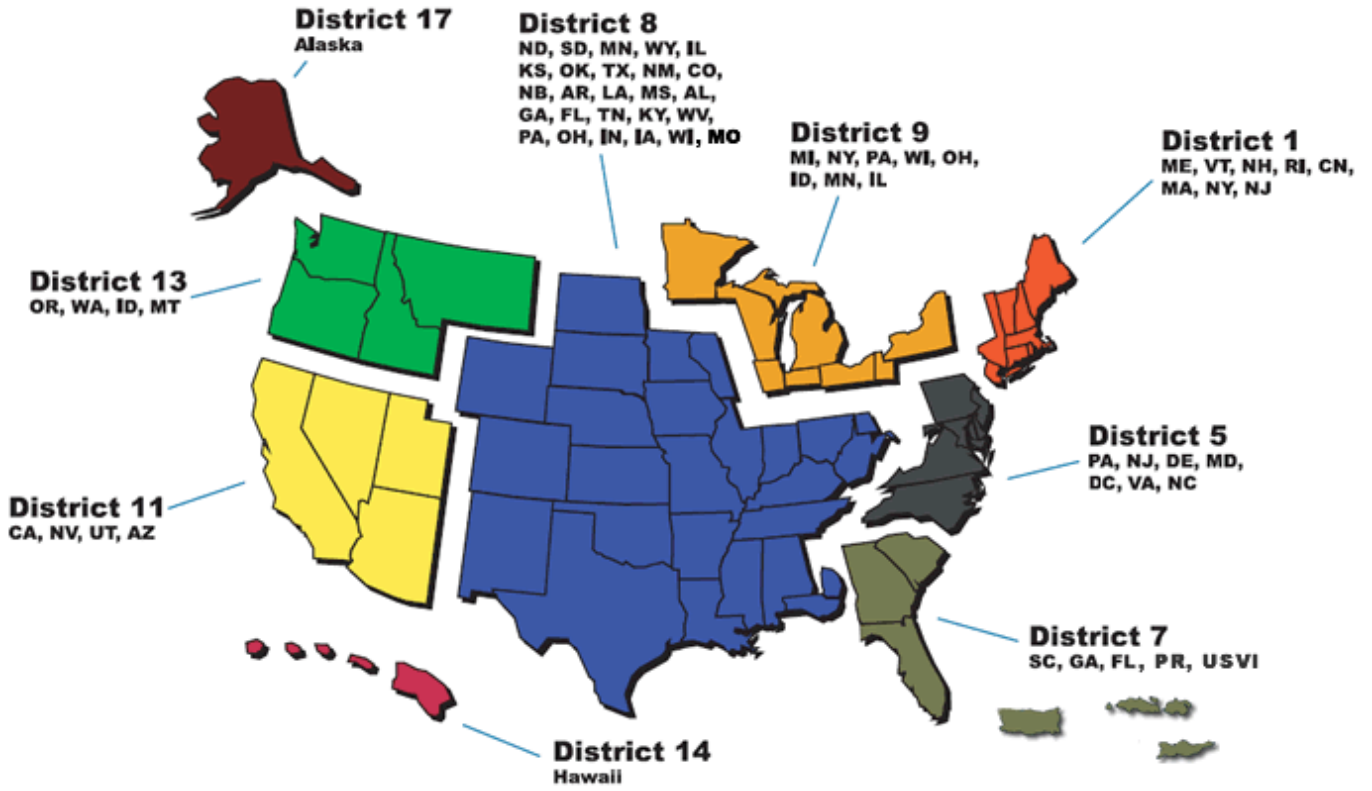 District 17
Alaska
District 8
ND, SD, MN, WY, IL
KS, OK, TX, NM, CO,
NB, AR, LA, MS, AL,
GA, FL, TN, KY, WV,
PA, OH, IN, IA, WI, MO
District 9
MI, NY, PA, WI, OH,
ID, MN, IL
District 1
ME, VT, NH, RI, CN,
MA, NY, NJ
District 13
OR, WA, ID, MT
District 5
PA, NJ, DE, MD,
DC, VA, NC
District 11
CA, NV, UT, AZ
District 7
SC, GA, FL, PR, USVI
District 14
Hawaii